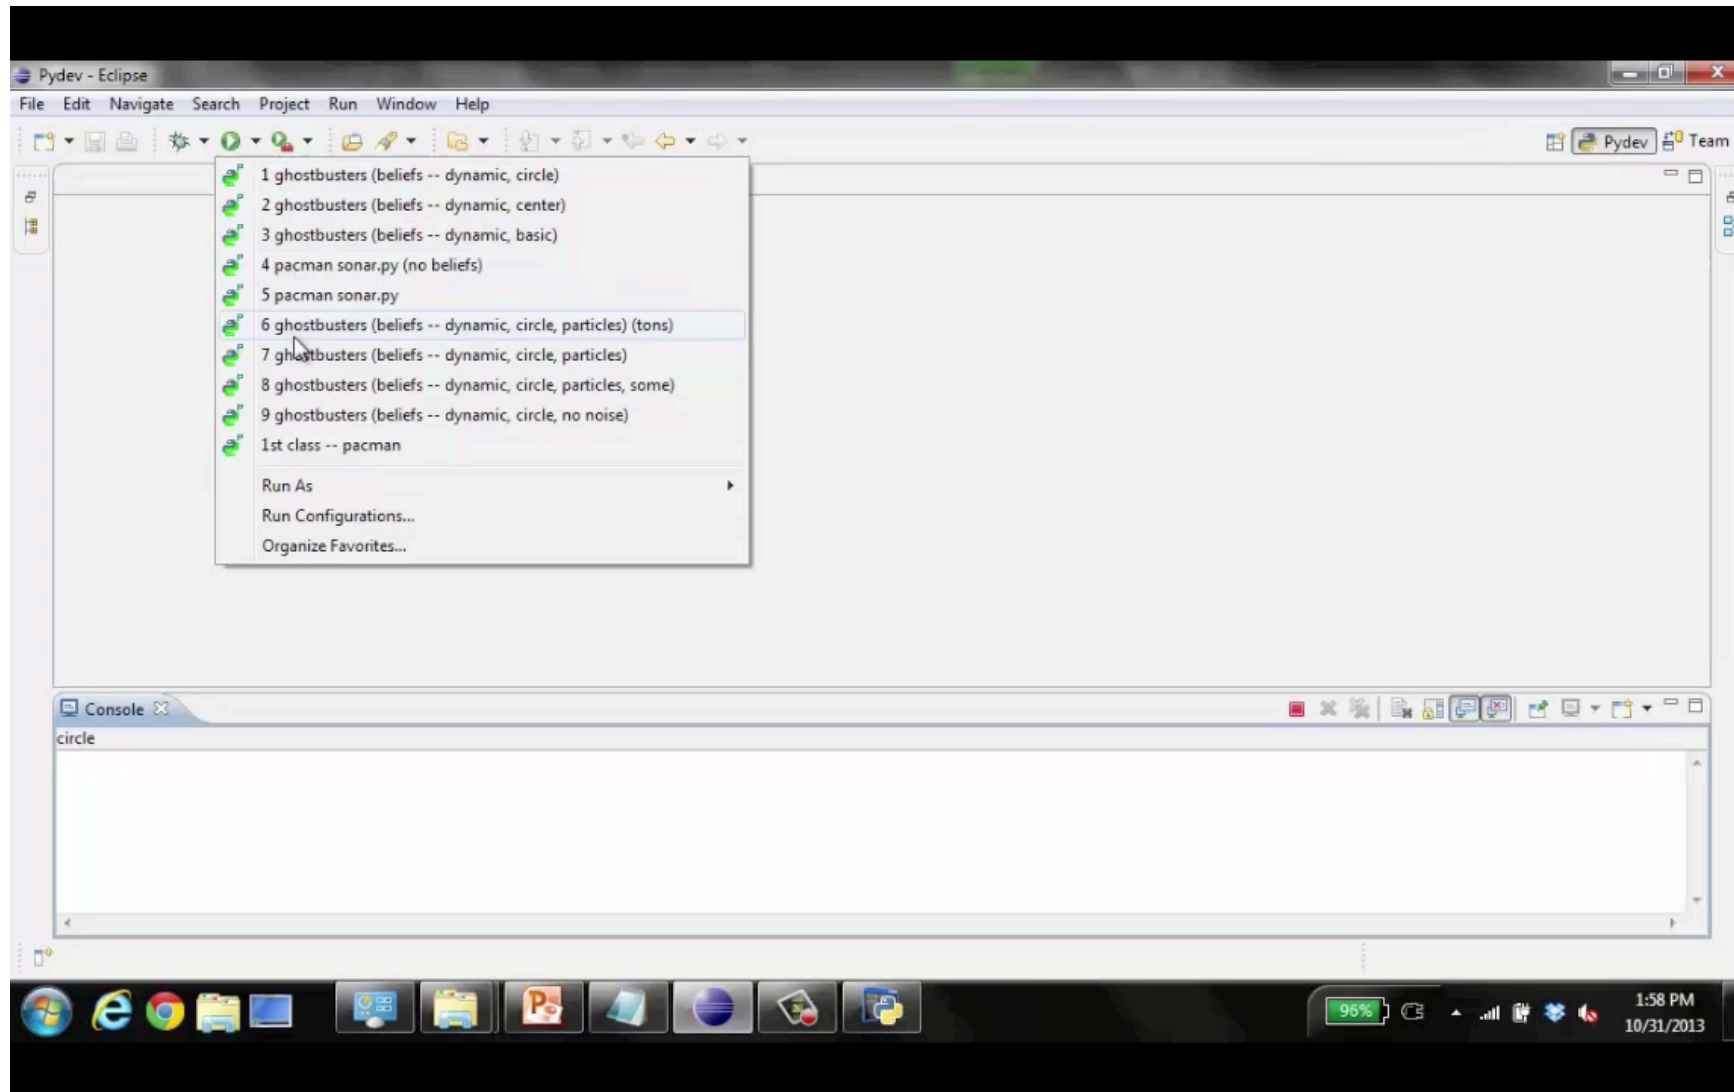 Pydev - Eclipse
File Edit Navigate Search Project Run Window Help
Pydev Team
1 ghostbusters (beliefs -- dynamic, circle)
2 ghostbusters (beliefs -- dynamic, center)
3 ghostbusters (beliefs -- dynamic, basic)
4 pacman sonar.py (no beliefs)
5 pacman sonar.py
6 ghostbusters (beliefs -- dynamic, circle, particles) (tons)
7 ghostbusters (beliefs -- dynamic, circle, particles)
8 ghostbusters (beliefs -- dynamic, circle, particles, some)
9 ghostbusters (beliefs -- dynamic, circle, no noise)
1st class -- pacman
Run As
Run Configurations...
Organize Favorites...
Console
circle
96%
1:58 PM
10/31/2013